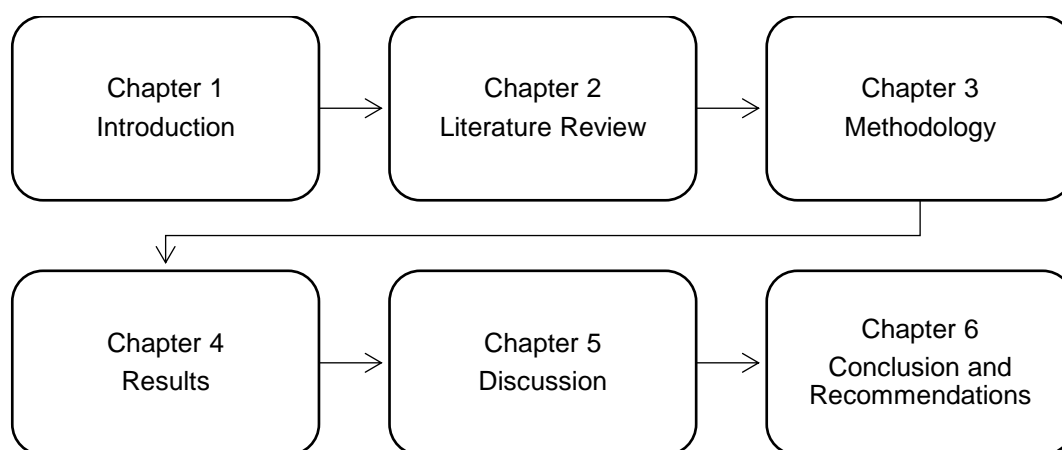 Chapter 1
Introduction
Chapter 2
Literature Review
Chapter 3
Methodology
Chapter 4
Results
Chapter 5
Discussion
Chapter 6
Conclusion and
Recommendations